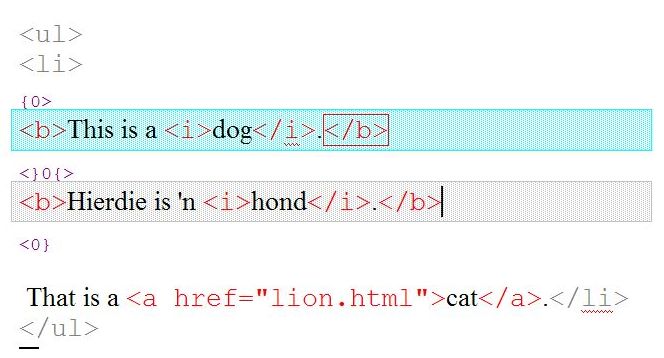 <ul>
<li>
{0>
<b>This is a <i>dog</i>.</b>
<}0{>
<b>Hierdie is 'n <i>hond</i>.</b>
<0}
That is a <a href="lion.html">cat</a>.</li>
</ul>